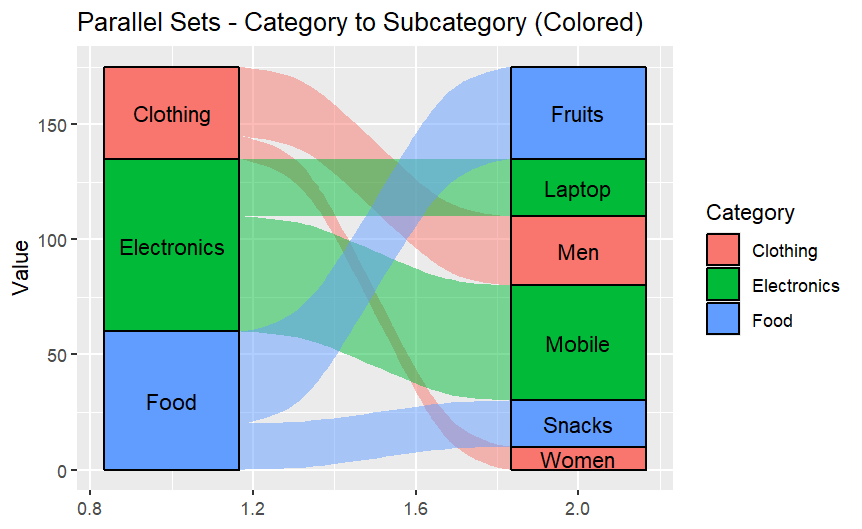 Parallel Sets - Category to Subcategory (Colored)
Value
150
100
50
0
0.8
1.2
1.6
2.0
Clothing
Electronics
Food
Fruits
Laptop
Men
Mobile
Snacks
Women
Category
Clothing
Electronics
Food